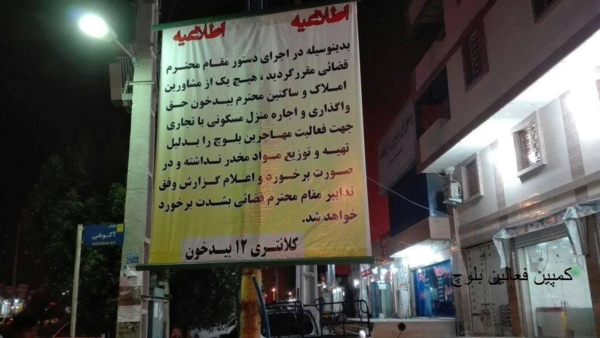 اطلاعیه اطلاعیه
بدینوسیله در اجرای دستور مقام محترم
قضائی مقرر گردید ، هیچ یک از مشاورین
املاک و ساکنین محترم بیدخون حق
واگذاری و اجاره منزل مسکونی یا تجاری
جهت فعالیت مهاجرین بلوچ را بدلیل
تهیه و توزیع مواد مخدر نداشته و در
صورت برخورد و اعلام گزارش وفق
تدابیر مقام محترم قضائی بشدت برخورد
خواهد شد.
کلانتری ۱۲ بیدخون
کمپین فعالین بلوچ